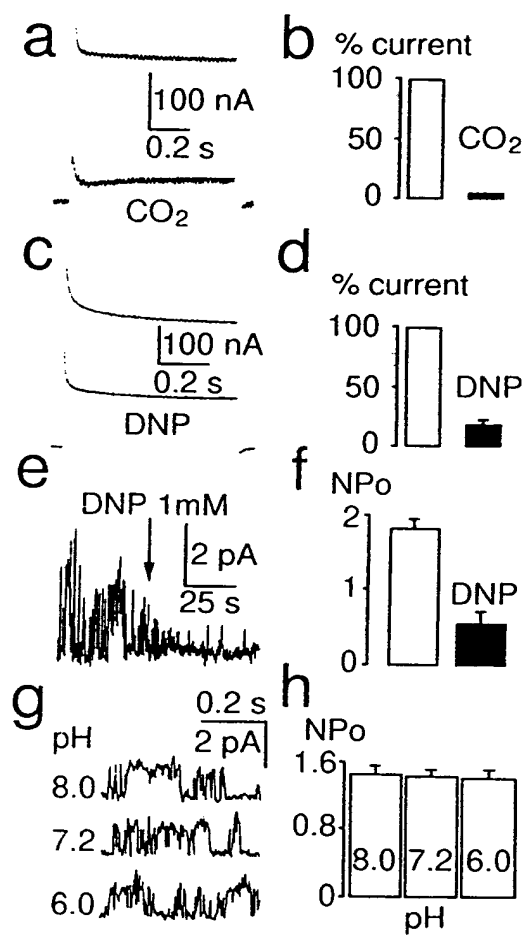 a
100 nA
0.2 s
CO2
b
% current
100
50
0
CO2
c
100 nA
0.2 s
DNP
d
% current
100
50
0
DNP
e
DNP 1mM
2 pA
25 s
f
NPo
2
1
0
DNP
g
0.2 s
2 pA
pH
8.0
7.2
6.0
h
NPo
1.6
0.8
0
8.0 7.2 6.0
pH